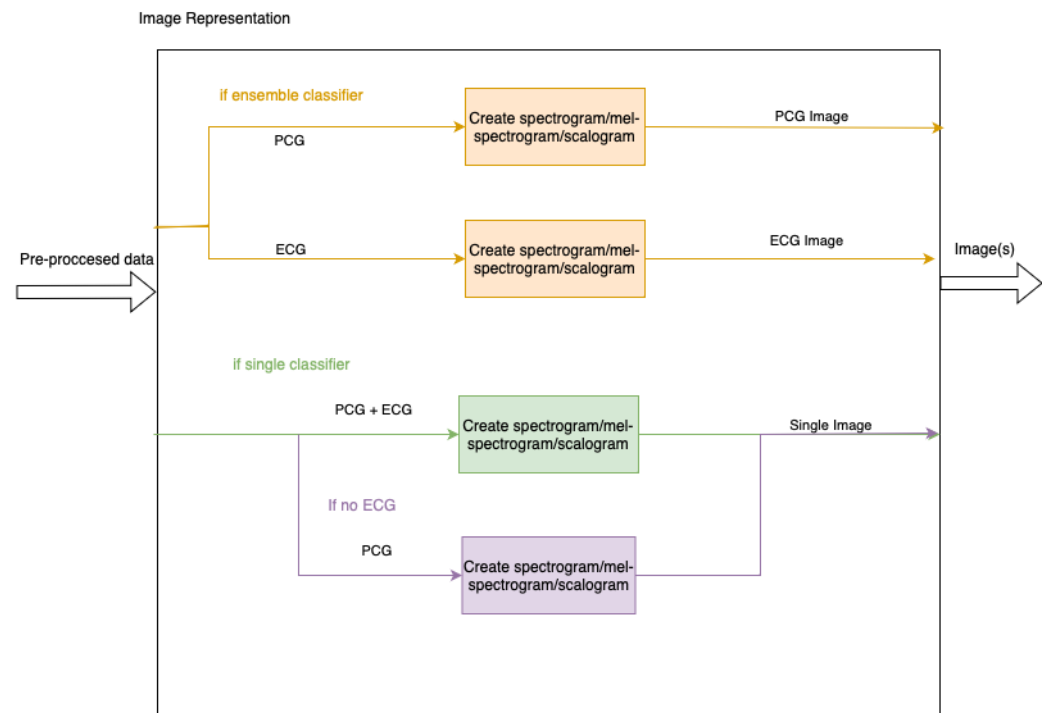 Image Representation
if ensemble classifier
PCG
Create spectrogram/mel-
spectrogram/scalogram
PCG Image
ECG
Create spectrogram/mel-
spectrogram/scalogram
ECG Image
Pre-proccesed data
Image(s)
if single classifier
PCG + ECG
Create spectrogram/mel-
spectrogram/scalogram
Single Image
If no ECG
PCG
Create spectrogram/mel-
spectrogram/scalogram